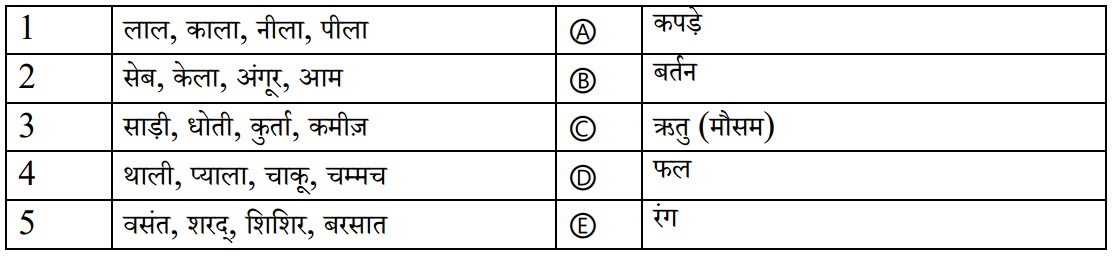 1 लाल, काला, नीला, पीला Ⓐ कपड़े
2 सेब, केला, अंगूर, आम Ⓑ बर्तन
3 साड़ी, धोती, कुर्ता, कमीज़ Ⓒ ऋतु (मौसम)
4 थाली, प्याला, चाकू, चम्मच Ⓓ फल
5 वसंत, शरद्, शिशिर, बरसात Ⓔ रंग